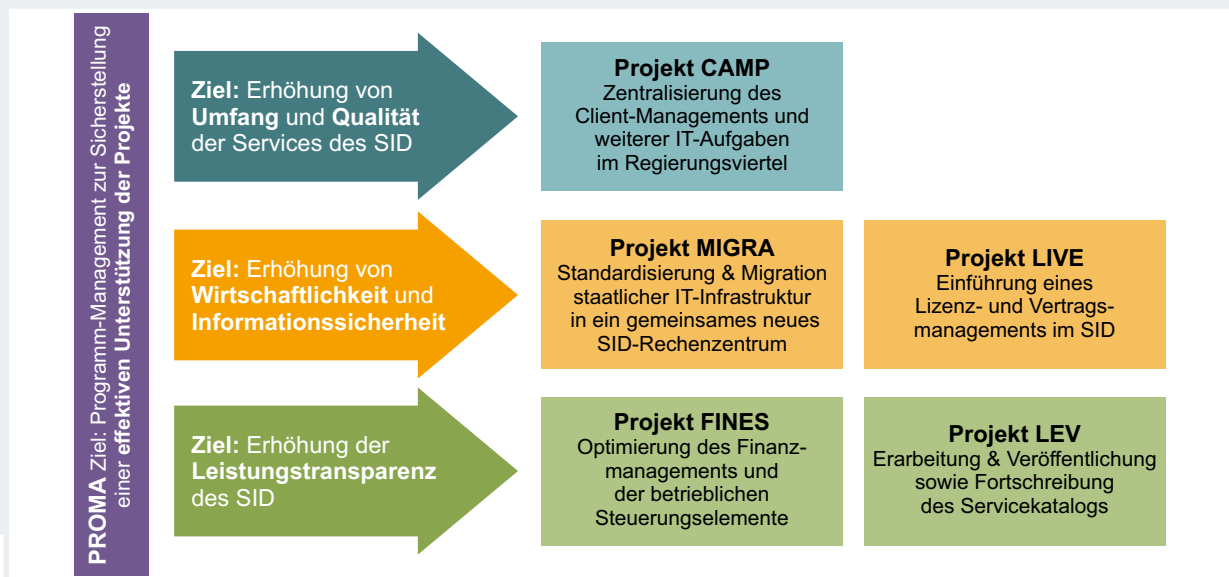 PROMA Ziel: Programm-Management zur Sicherstellung
einer effektiven Unterstützung der Projekte
Ziel: Erhöhung von
Umfang und Qualität
der Services des SID
Projekt CAMP
Zentralisierung des
Client-Managements und
weiterer IT-Aufgaben
im Regierungsviertel
Ziel: Erhöhung von
Wirtschaftlichkeit und
Informationssicherheit
Projekt MIGRA
Standardisierung & Migration
staatlicher IT-Infrastruktur
in ein gemeinsames neues
SID-Rechenzentrum
Projekt LIVE
Einführung eines
Lizenz- und Vertrags-
managements im SID
Ziel: Erhöhung der
Leistungstransparenz
des SID
Projekt FINES
Optimierung des Finanz-
managements und
der betrieblichen
Steuerungselemente
Projekt LEV
Erarbeitung & Veröffentlichung
sowie Fortschreibung
des Servicekatalogs